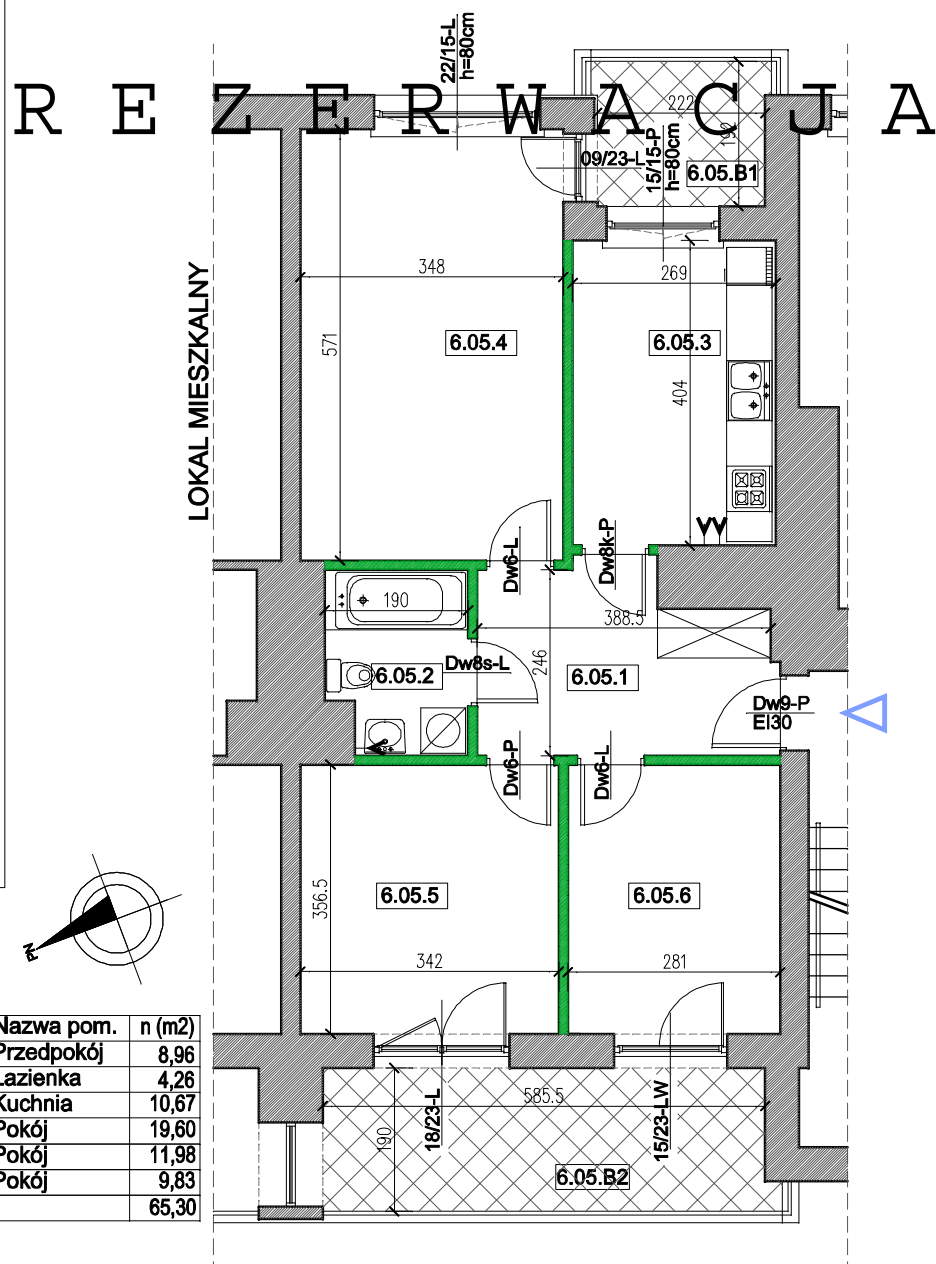 22/15-L
h=80cm
REZERWACJA
222
190
09/23-L
15/15-P
h=80cm
6.05.B1
LOKAL MIESZKALNY
348
269
571
6.05.4
6.05.3
404
Dw6-L
Dw8k-P
190
388.5
246
6.05.2
Dw8s-L
6.05.1
Dw9-P
EI30
Dw6-P
Dw6-L
356.5
6.05.5
6.05.6
342
281
PN
Nazwa pom. n (m2)
Przedpokój 8,96
Łazienka 4,26
Kuchnia 10,67
Pokój 19,60
Pokój 11,98
Pokój 9,83
65,30
585.5
190
18/23-L
15/23-LW
6.05.B2